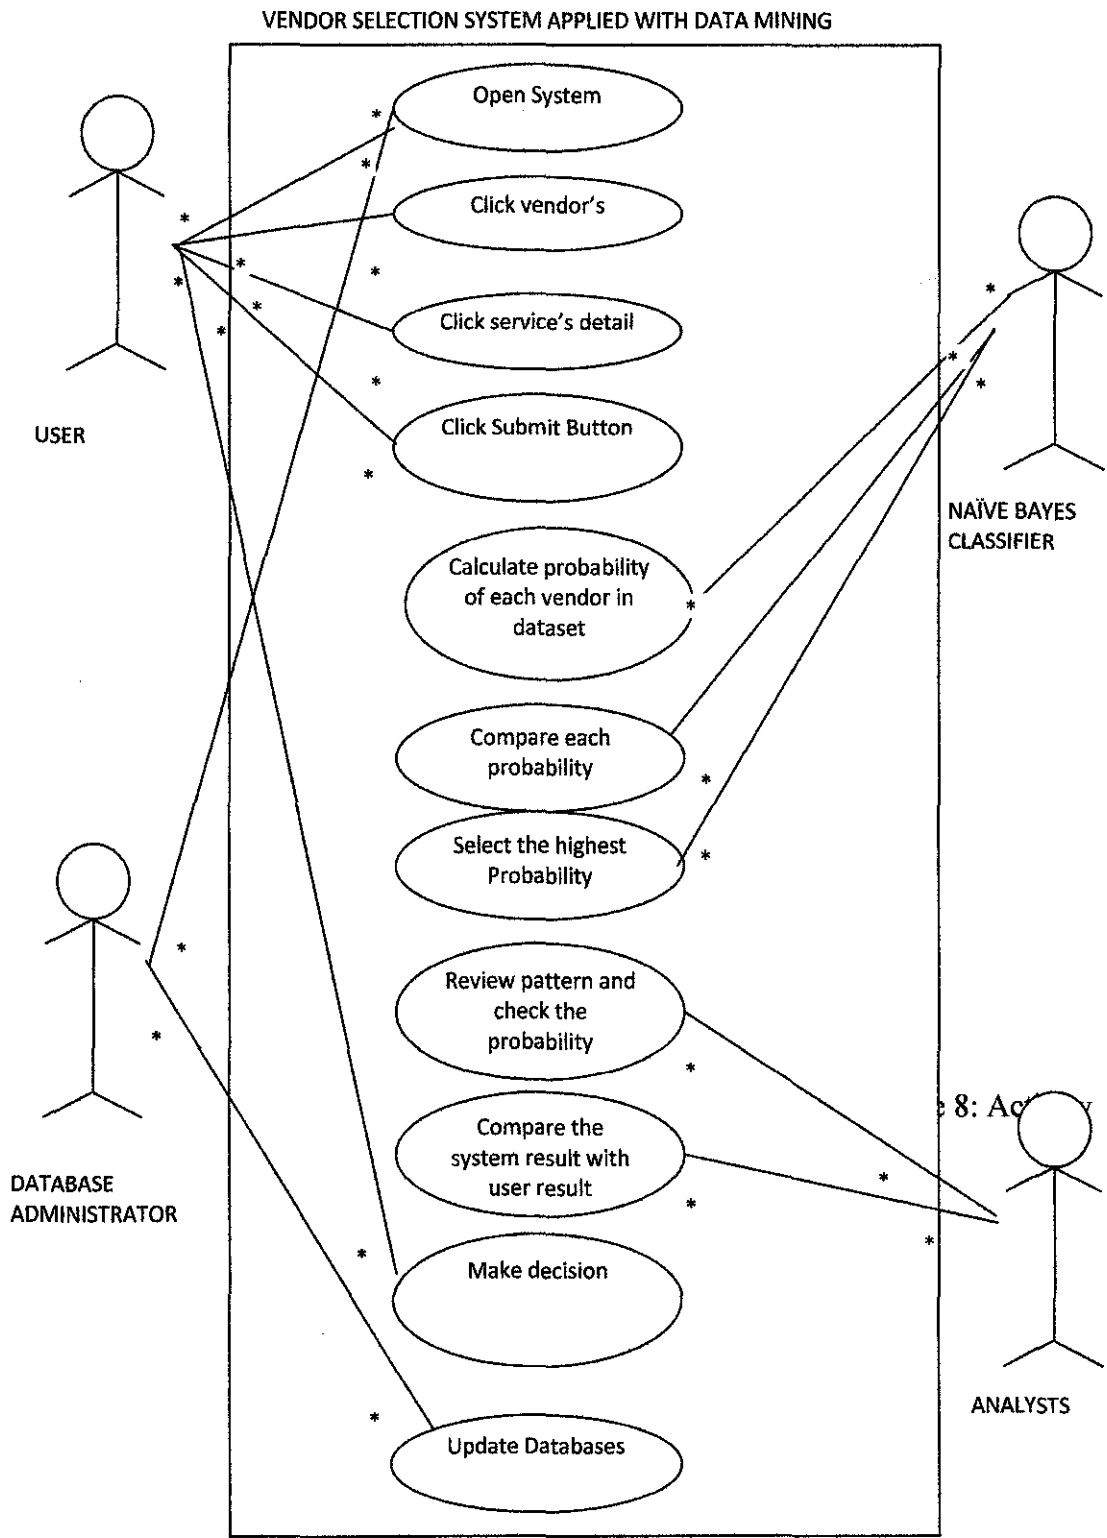 VENDOR SELECTION SYSTEM APPLIED WITH DATA MINING
Open System
Click vendor's
Click service's detail
Click Submit Button
USER
NAÏVE BAYES
CLASSIFIER
Calculate probability
of each vendor in
dataset
Compare each
probability
Select the highest
Probability
Review pattern and
check the
probability
8: Act
Compare the
system result with
user result
DATABASE
ADMINISTRATOR
Make decision
ANALYSTS
Update Databases